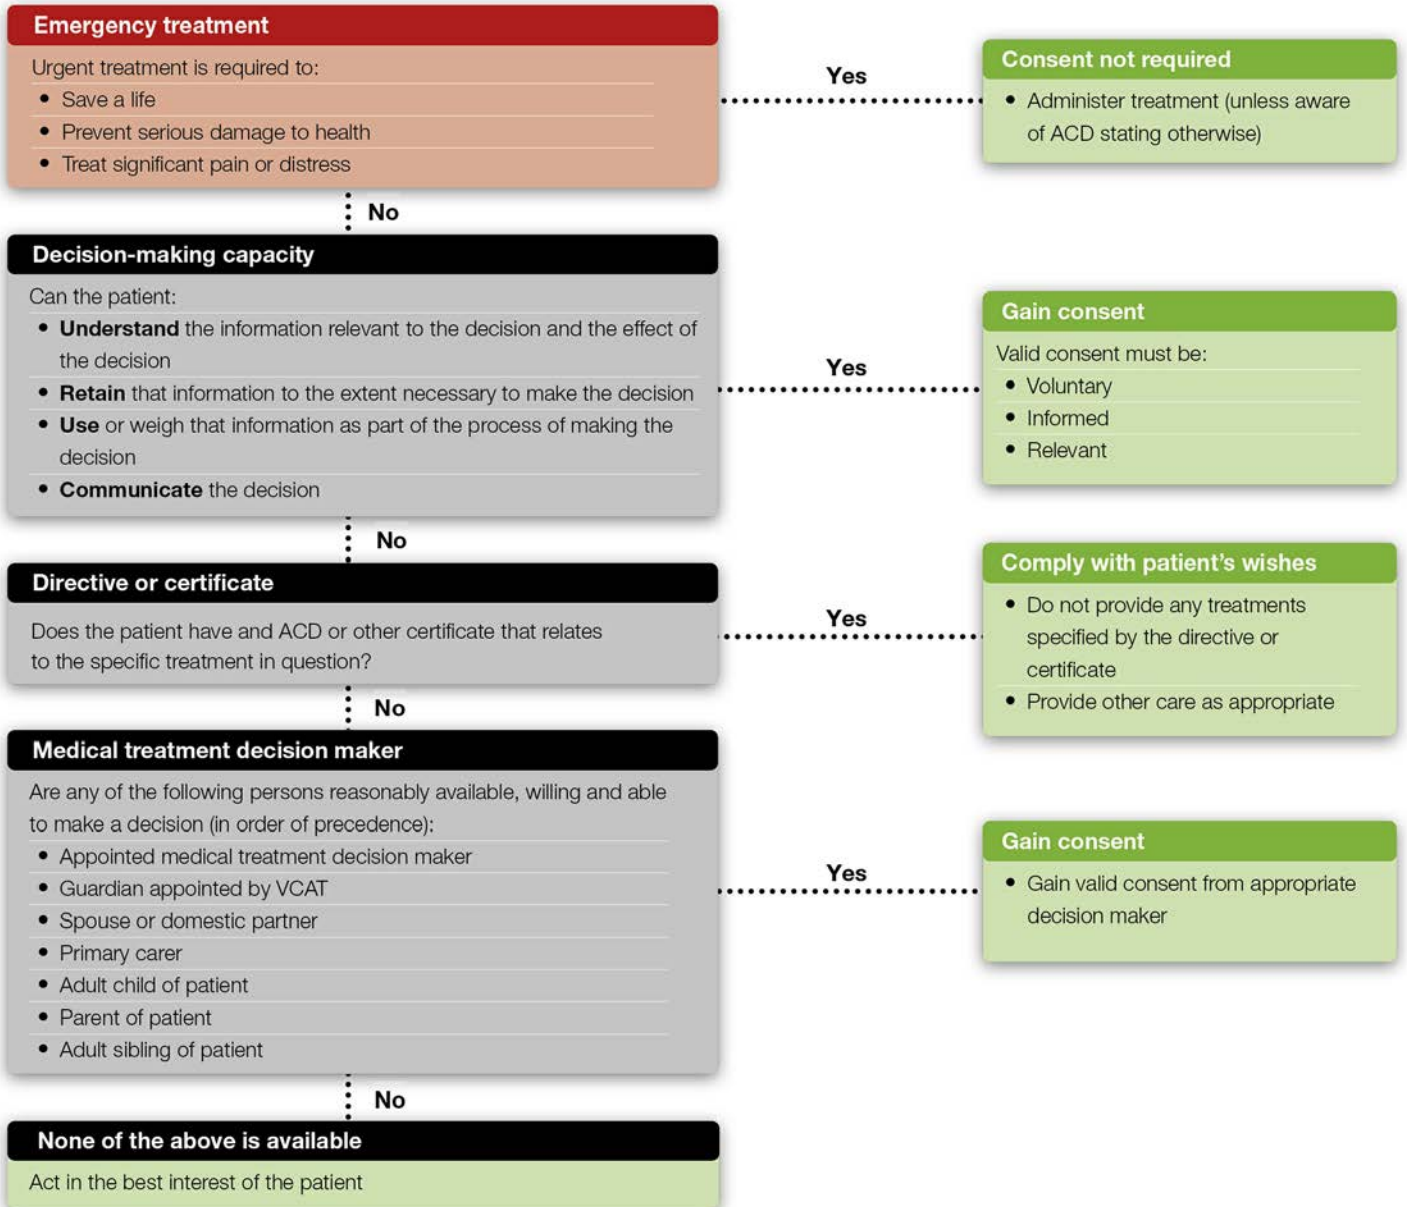 Emergency treatment
Urgent treatment is required to:
• Save a life
• Prevent serious damage to health
• Treat significant pain or distress
Yes
Consent not required
• Administer treatment (unless aware
of ACD stating otherwise)
No
Decision-making capacity
Can the patient:
• Understand the information relevant to the decision and the effect of
the decision
• Retain that information to the extent necessary to make the decision
• Use or weigh that information as part of the process of making the
decision
• Communicate the decision
Yes
Gain consent
Valid consent must be:
• Voluntary
• Informed
• Relevant
No
Directive or certificate
Does the patient have and ACD or other certificate that relates
to the specific treatment in question?
Yes
Comply with patient's wishes
• Do not provide any treatments
specified by the directive or
certificate
• Provide other care as appropriate
No
Medical treatment decision maker
Are any of the following persons reasonably available, willing and able
to make a decision (in order of precedence):
• Appointed medical treatment decision maker
• Guardian appointed by VCAT
• Spouse or domestic partner
• Primary carer
• Adult child of patient
• Parent of patient
• Adult sibling of patient
Yes
Gain consent
• Gain valid consent from appropriate
decision maker
No
None of the above is available
Act in the best interest of the patient